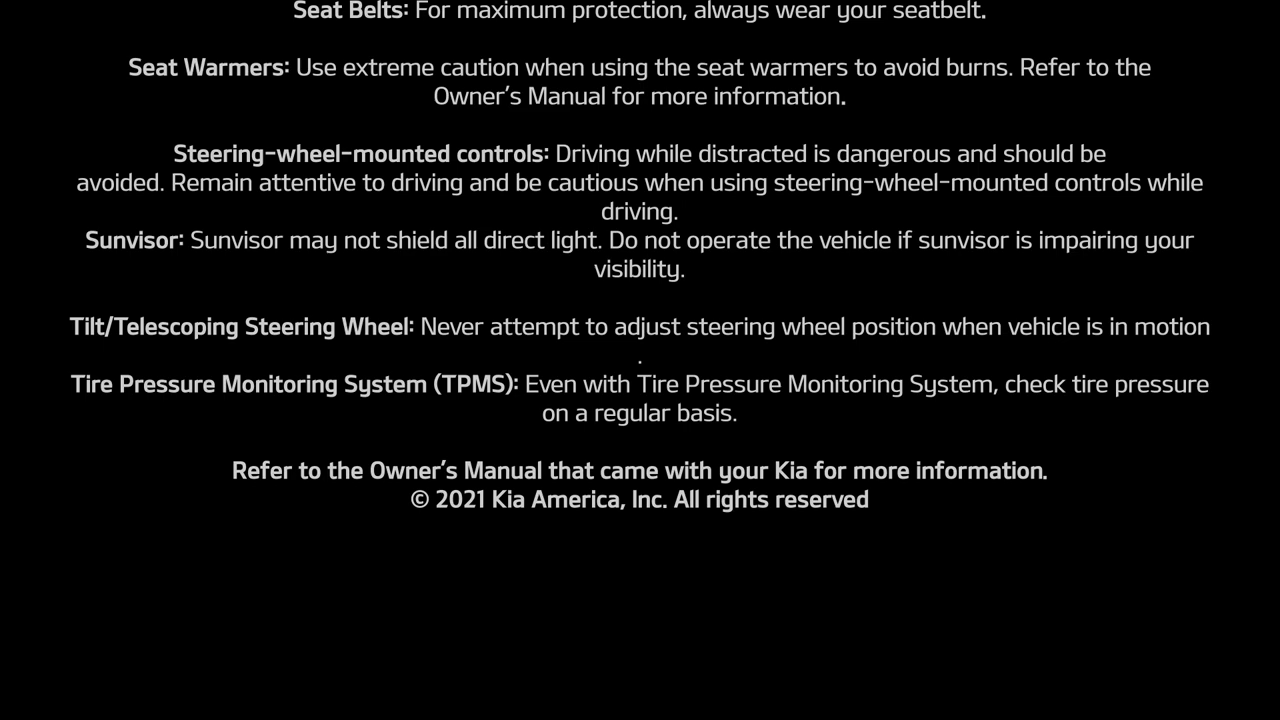 Seat Belts: For maximum protection, always wear your seatbelt.
Seat Warmers: Use extreme caution when using the seat warmers to avoid burns. Refer to the
Owner's Manual for more information.
Steering-wheel-mounted controls: Driving while distracted is dangerous and should be
avoided. Remain attentive to driving and be cautious when using steering-wheel-mounted controls while
driving.
Sunvisor: Sunvisor may not shield all direct light. Do not operate the vehicle if sunvisor is impairing your
visibility.
Tilt/Telescoping Steering Wheel: Never attempt to adjust steering wheel position when vehicle is in motion
.
Tire Pressure Monitoring System (TPMS): Even with Tire Pressure Monitoring System, check tire pressure
on a regular basis.
Refer to the Owner's Manual that came with your Kia for more information.
© 2021 Kia America, Inc. All rights reserved